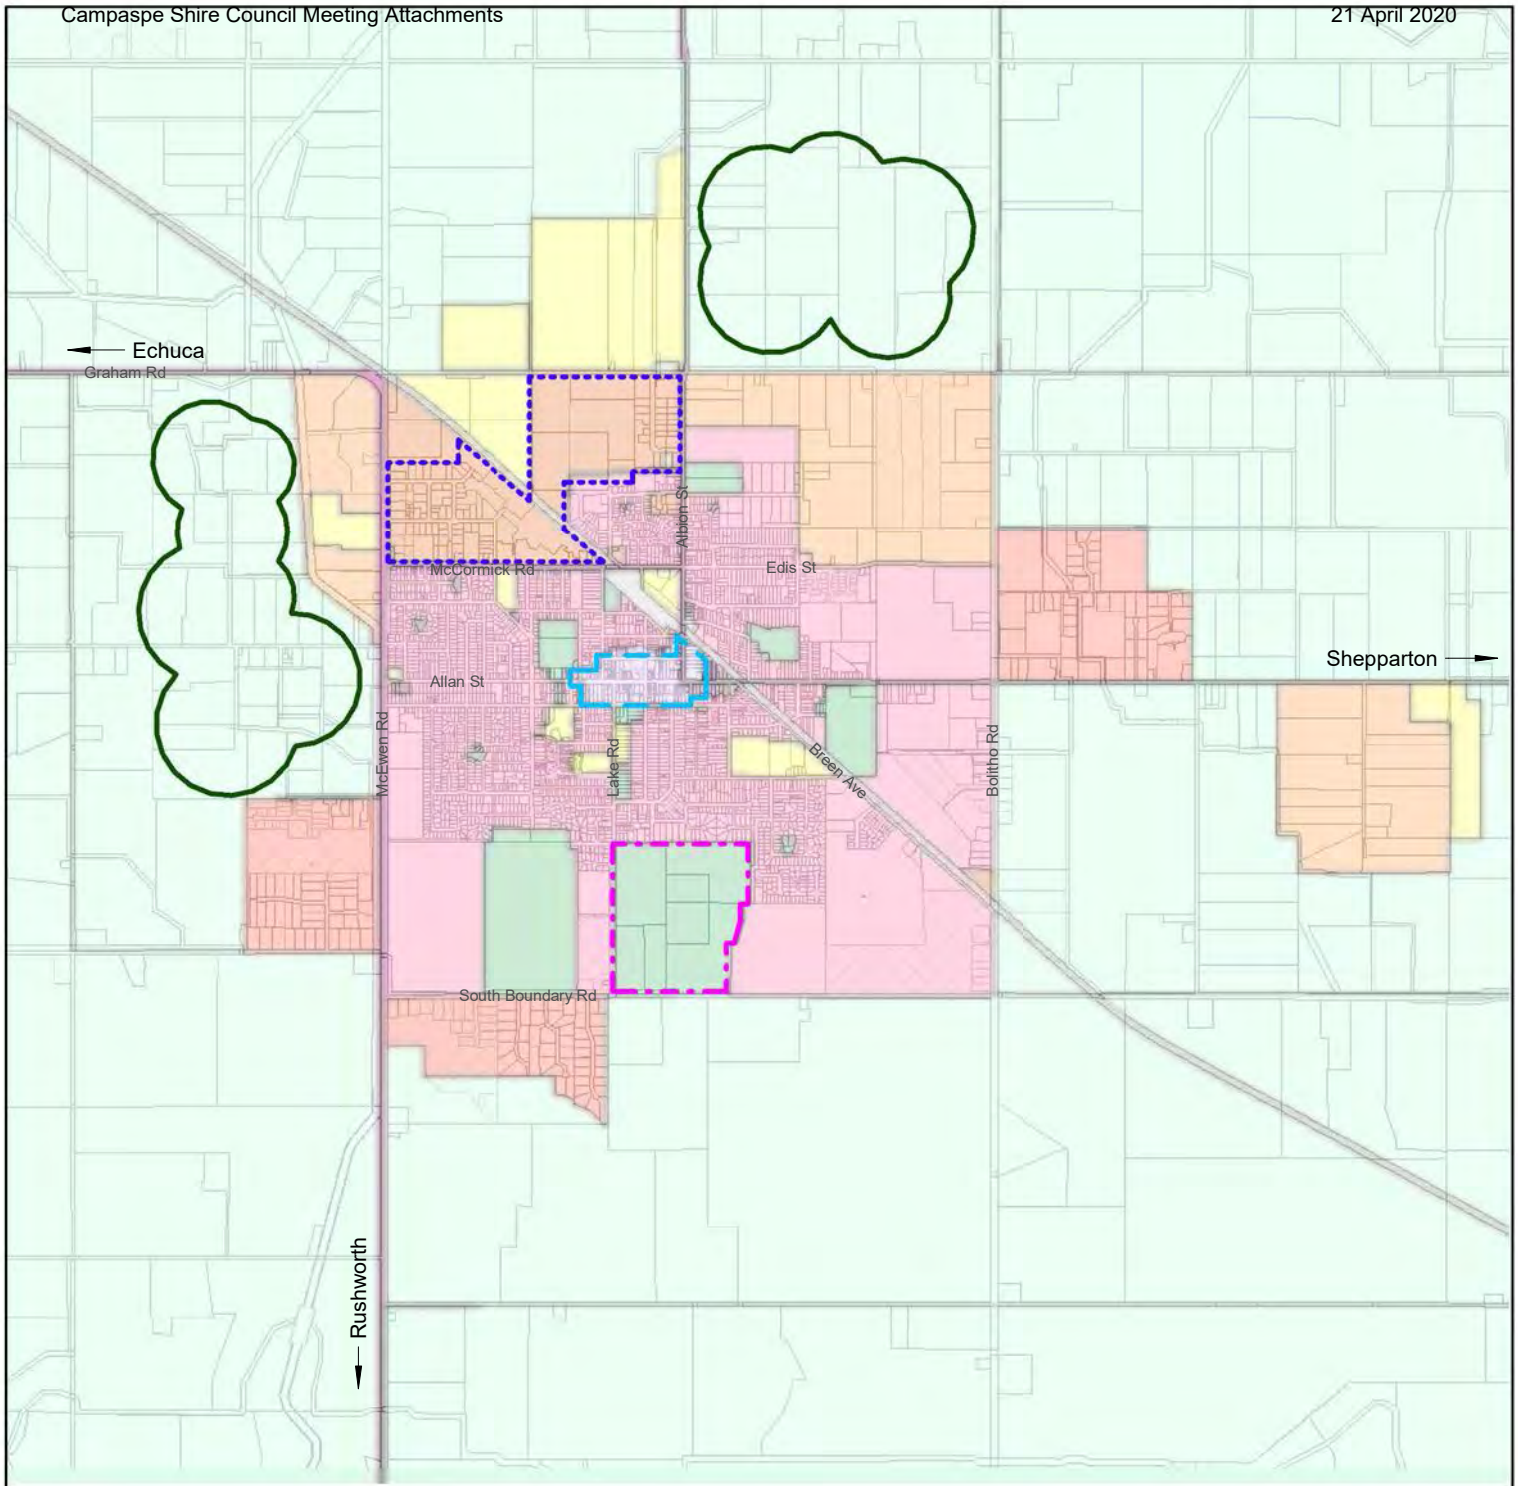 Campaspe Shire Council Meeting Attachments
21 April 2020
Echuca
Graham Rd
Albion St
McCormick Rd
Edis St
Shepparton
Allan St
McEwen Rd
Lake Rd
Breen Ave
Bolitho Rd
South Boundary Rd
Rushworth